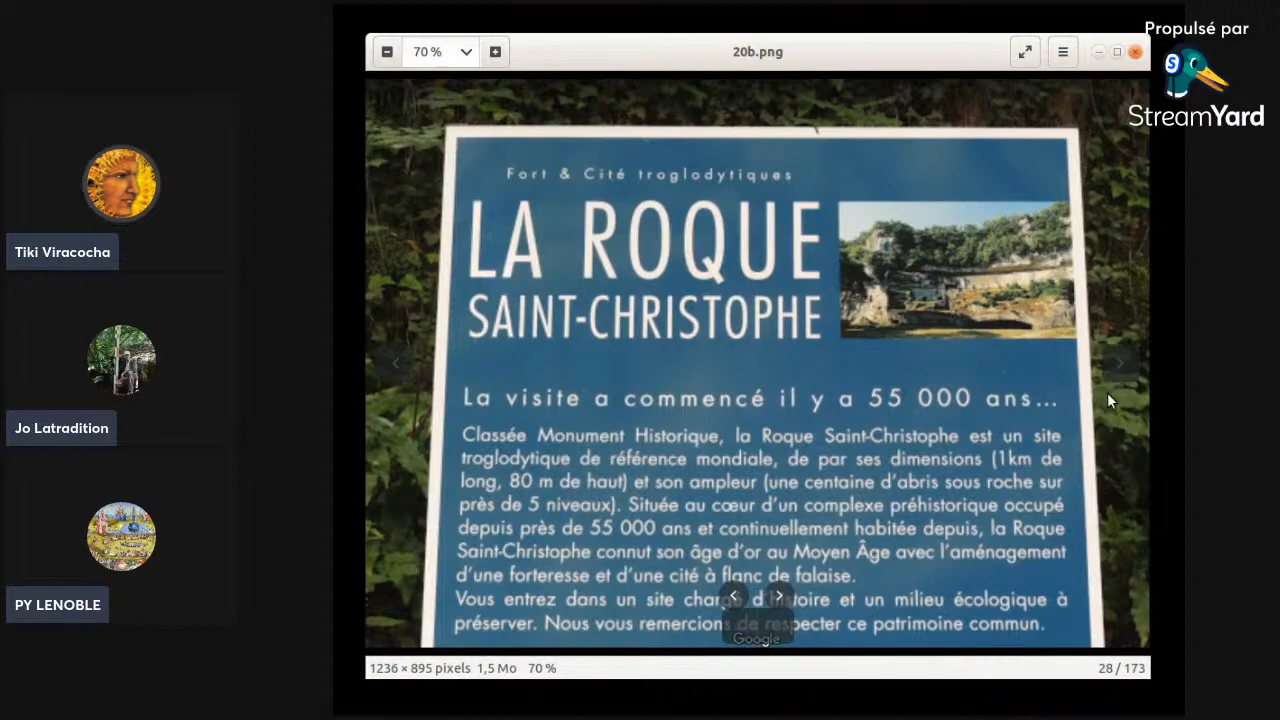 Propulsé par
StreamYard
70 %
20b.png
Tiki Viracocha
Jo Latradition
PY LENOBLE
Fort & Cité troglodytiques
LA ROQUE
SAINT-CHRISTOPHE
La visite a commencé il y a 55 000 ans...
Classée Monument Historique, la Roque Saint-Christophe est un site
troglodytique de référence mondiale, de par ses dimensions (1km de
long, 80 m de haut) et son ampleur (une centaine d'abris sous roche sur
près de 5 niveaux). Située au cœur d'un complexe préhistorique occupé
depuis près de 55 000 ans et continuellement habitée depuis, la Roque
Saint-Christophe connut son âge d'or au Moyen Âge avec l'aménagement
d'une forteresse et d'une cité à flanc de falaise.
Vous entrez dans un site chargé d'histoire et un milieu écologique à
préserver. Nous vous remercions de respecter ce patrimoine commun.
Google
1236 × 895 pixels 1,5 Mo 70 %
28 / 173